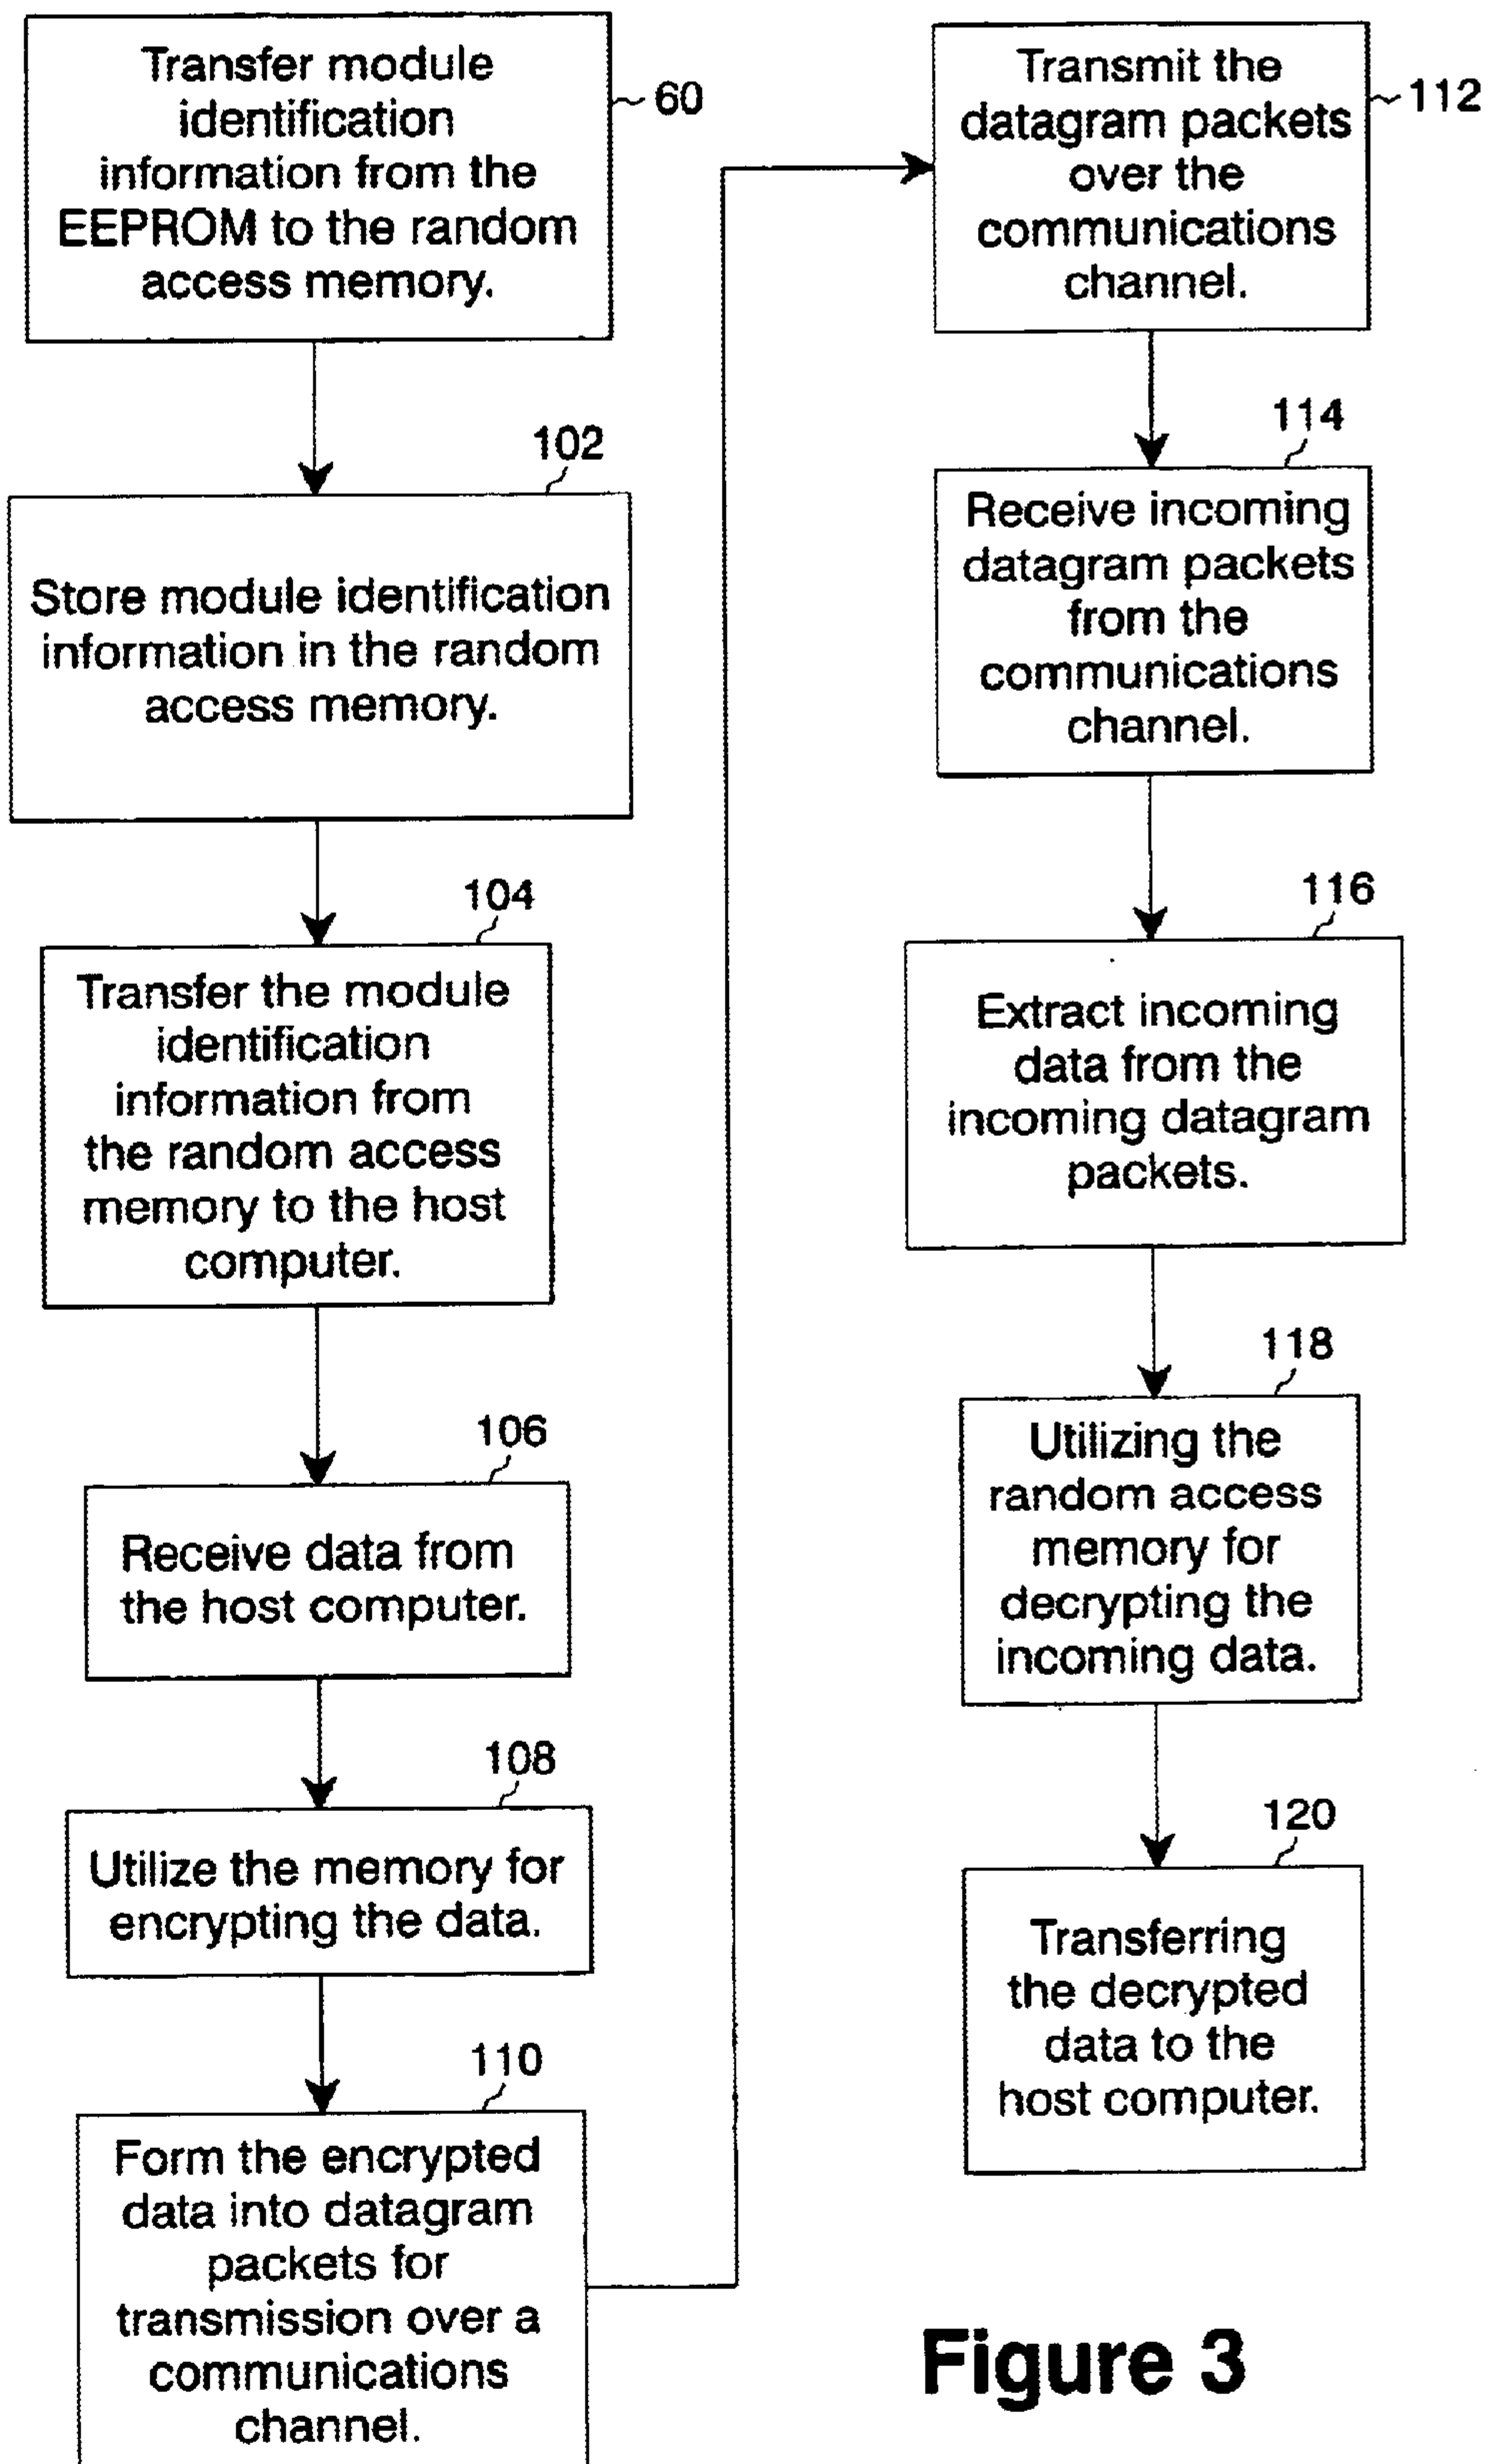 Transfer module
identification
information from the
EEPROM to the random
access memory.
60
102
Store module identification
information in the random
access memory.
104
Transfer the module
identification
information from
the random access
memory to the host
computer.
106
Receive data from
the host computer.
108
Utilize the memory for
encrypting the data.
110
Form the encrypted
data into datagram
packets for
transmission over a
communications
channel.
Transmit the
datagram packets
over the
communications
channel.
112
114
Receive incoming
datagram packets
from the
communications
channel.
116
Extract incoming
data from the
incoming datagram
packets.
118
Utilizing the
random access
memory for
decrypting the
incoming data.
120
Transferring
the decrypted
data to the
host computer.
Figure 3